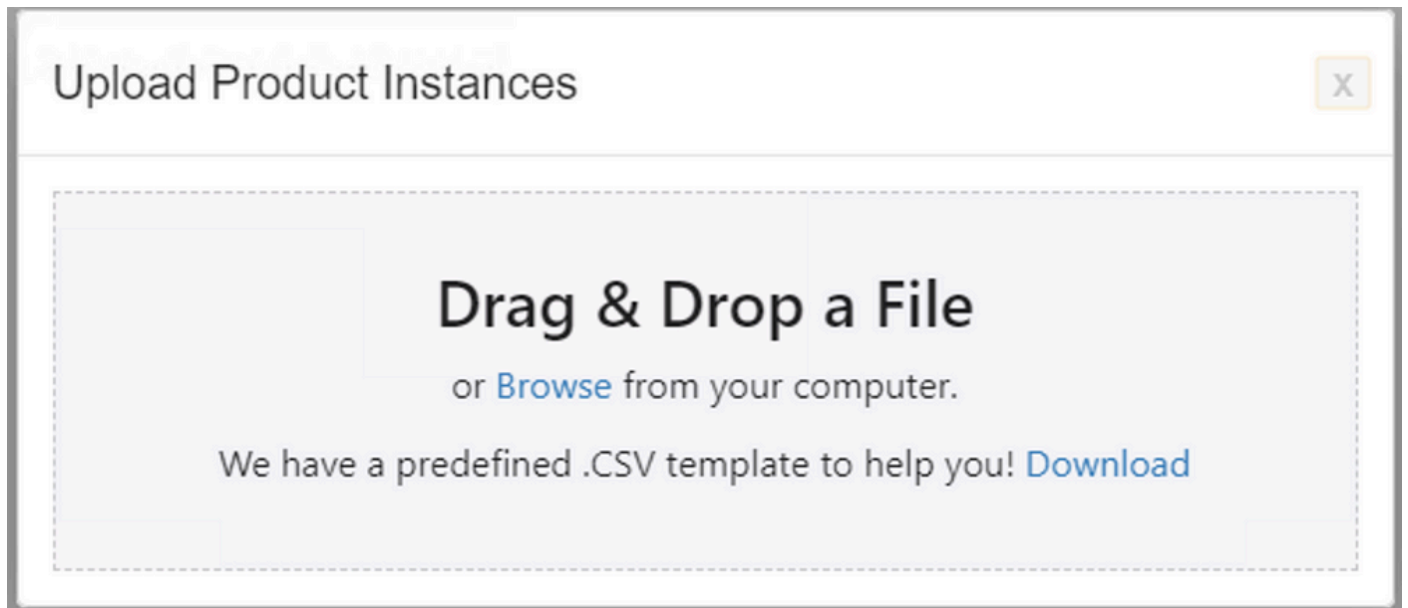 Upload Product Instances
X
Drag & Drop a File
or Browse from your computer.
We have a predefined .CSV template to help you! Download